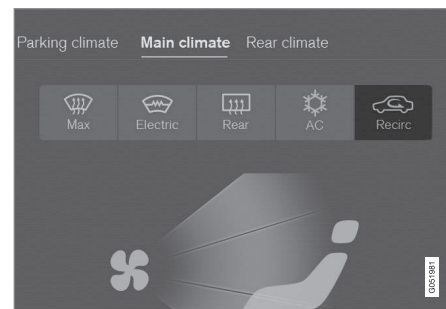 Parking climate Main climate Rear climate
Max Electric Rear AC Recirc
G051981